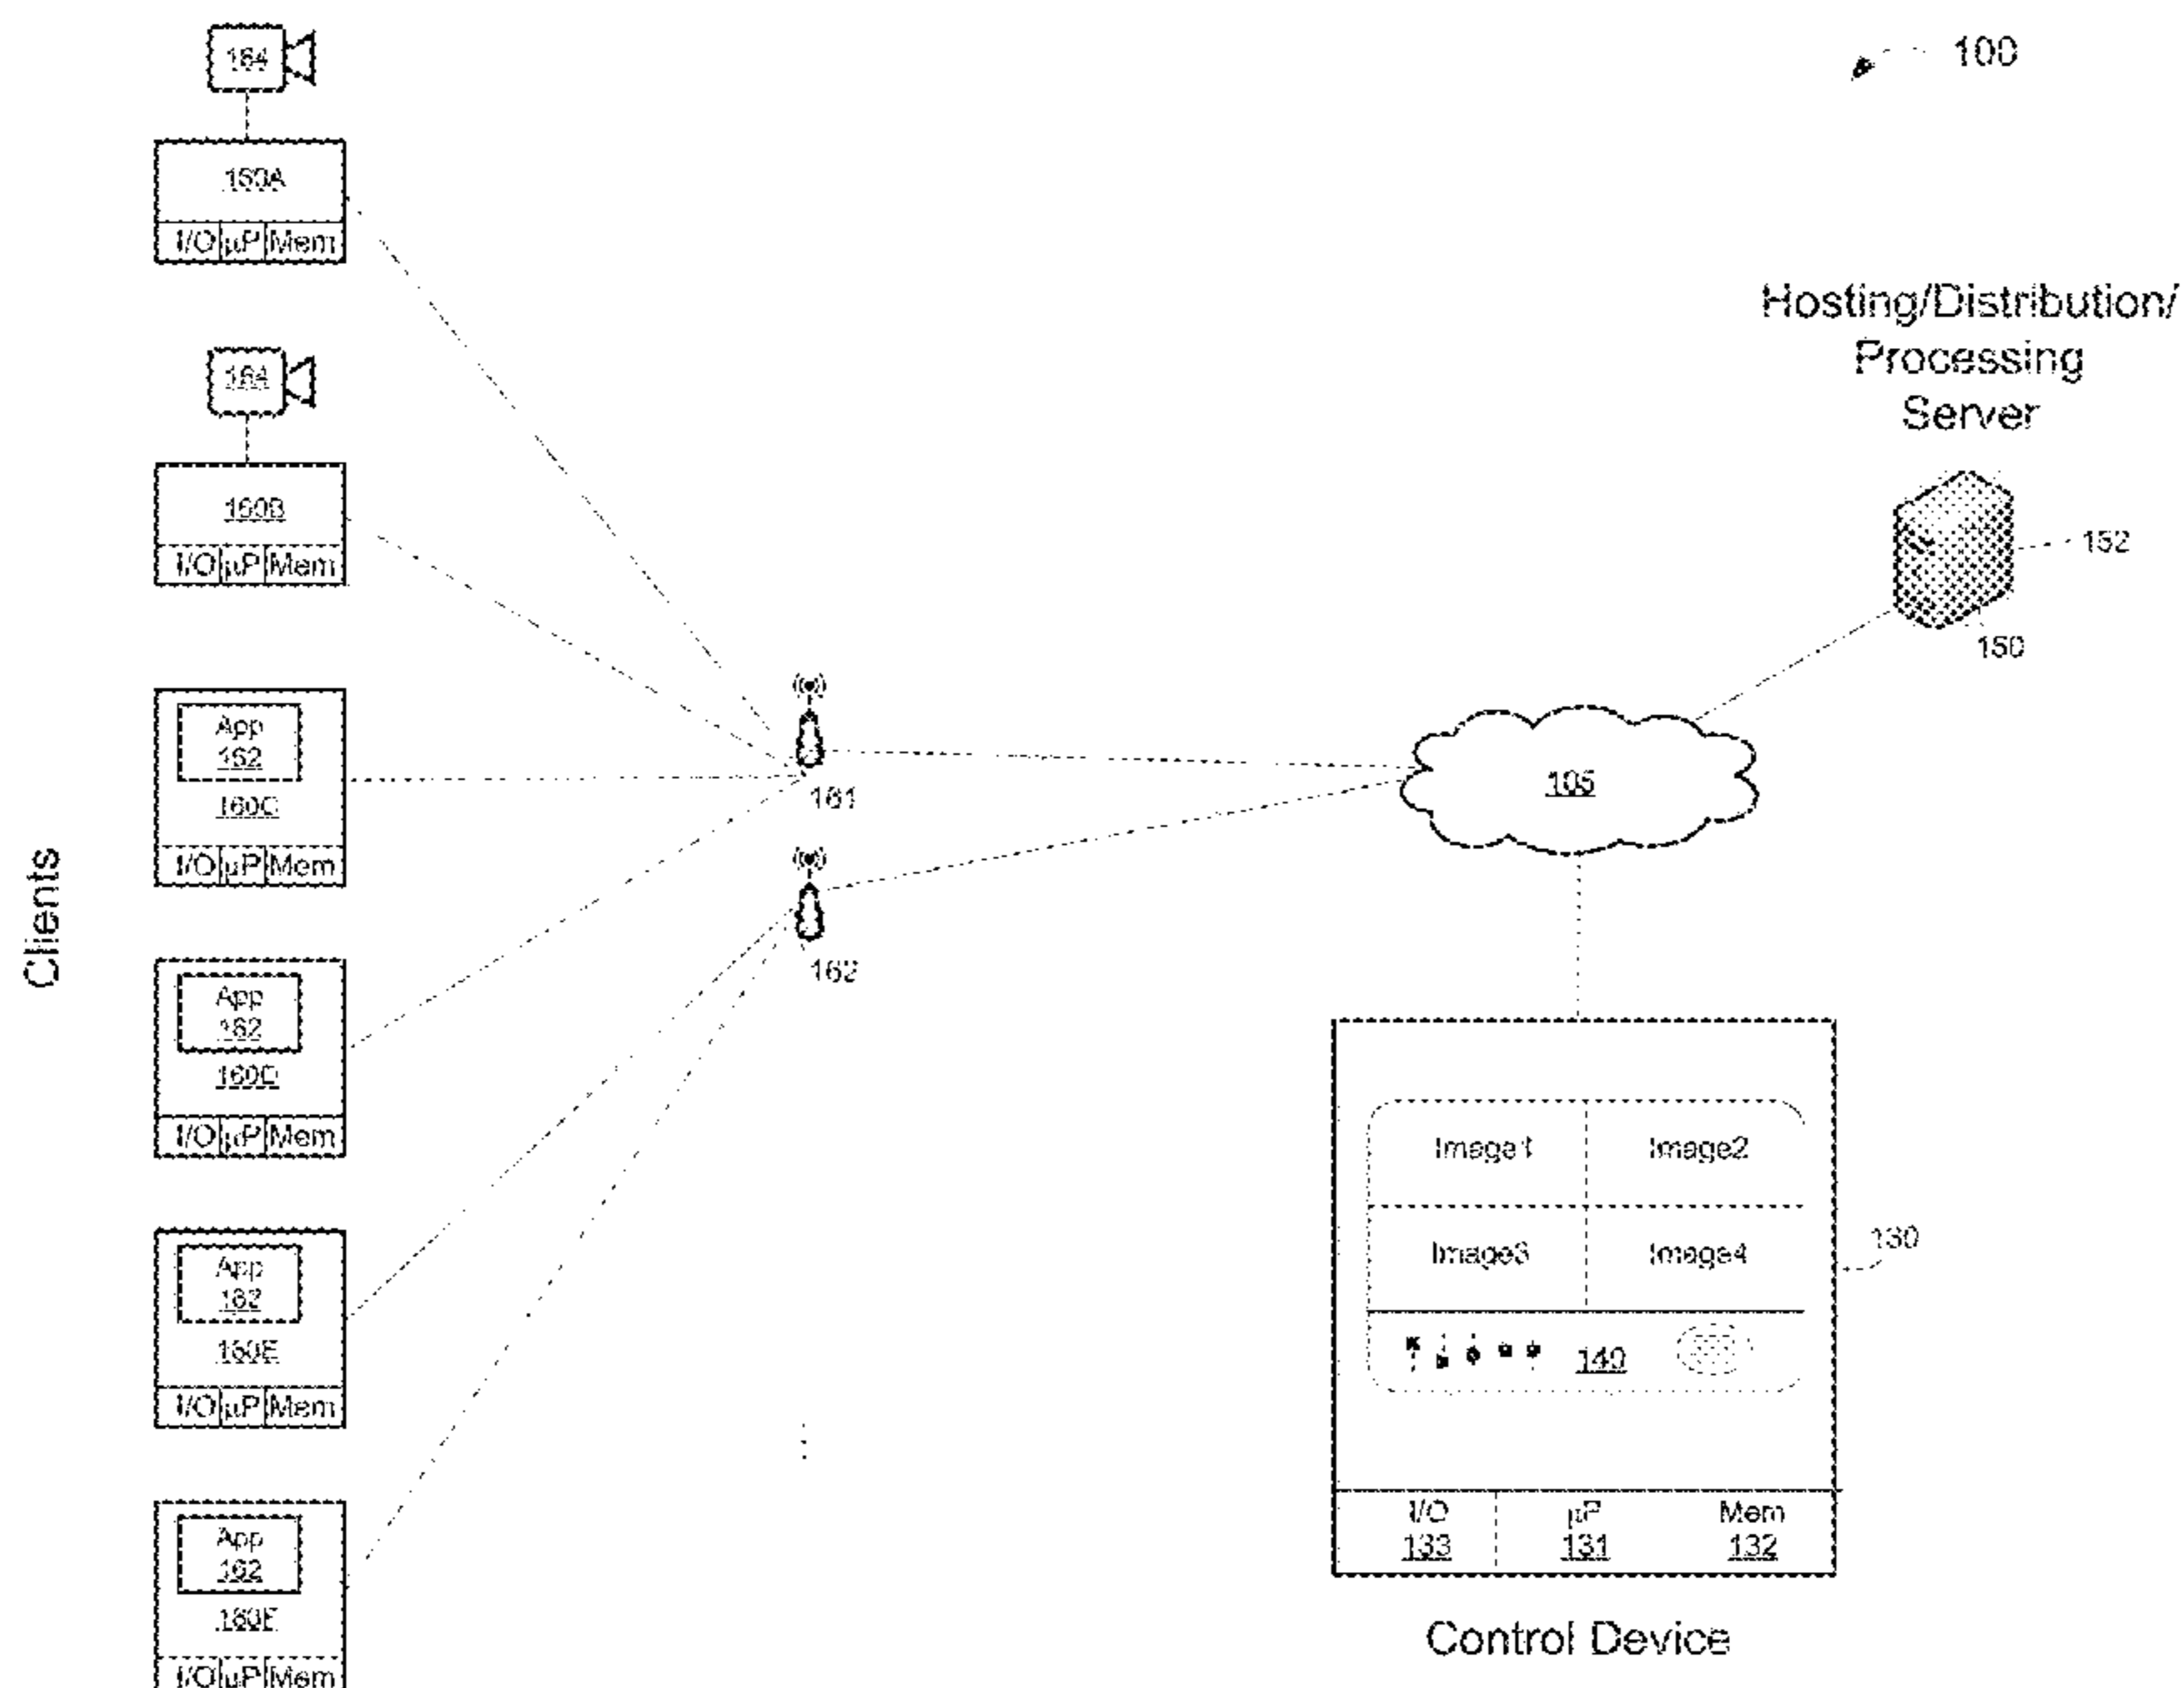 100
164
160A
I/O µP Mem
164
160B
I/O µP Mem
App
162
160C
I/O µP Mem
App
162
160D
I/O µP Mem
App
162
160E
I/O µP Mem
App
162
160F
I/O µP Mem
Clients
161
162
105
Hosting/Distribution/
Processing
Server
152
150
Image1 Image2
Image3 Image4
140
130
I/O µP Mem
133 131 132
Control Device